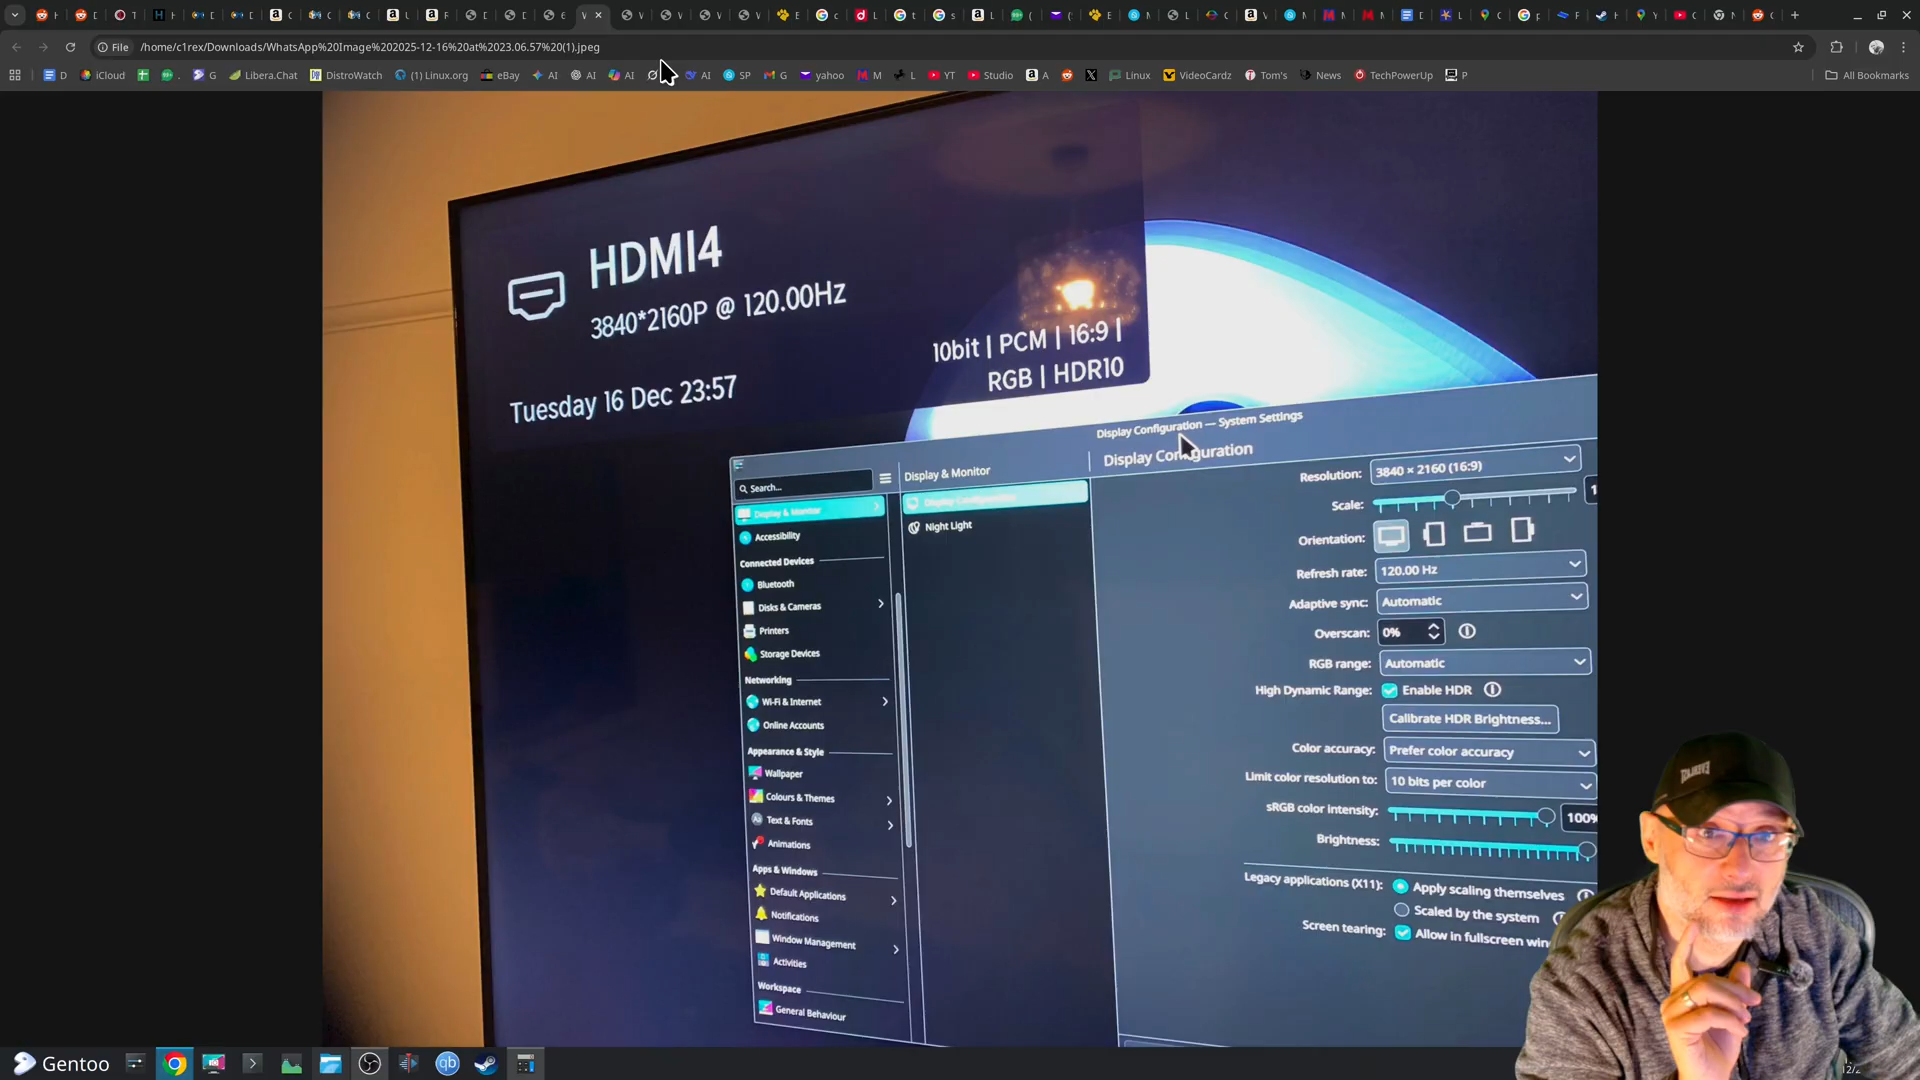 File /home/c1rex/Downloads/WhatsApp%20Image%202025-12-16%20at%2023.06.57%20(1).jpeg
D iCloud G Libera.Chat DistroWatch (1) Linux.org eBay AI AI AI AI SP G yahoo M L YT Studio A Linux VideoCardz Tom's News TechPowerUp P All Bookmarks
HDMI4
3840*2160P @ 120.00Hz
10bit | PCM | 16:9 |
RGB | HDR10
Tuesday 16 Dec 23:57
Display Configuration — System Settings
Search...
Display & Monitor
Display Configuration
Display & Monitor
Display Configuration
Accessibility
Night Light
Connected Devices
Bluetooth
Disks & Cameras
Printers
Storage Devices
Networking
Wi-Fi & Internet
Online Accounts
Appearance & Style
Wallpaper
Colours & Themes
Text & Fonts
Animations
Apps & Windows
Default Applications
Notifications
Window Management
Activities
Workspace
General Behaviour
Resolution: 3840 × 2160 (16:9)
Scale:
Orientation:
Refresh rate: 120.00 Hz
Adaptive sync: Automatic
Overscan: 0%
RGB range: Automatic
High Dynamic Range: Enable HDR
Calibrate HDR Brightness...
Color accuracy: Prefer color accuracy
Limit color resolution to: 10 bits per color
sRGB color intensity: 100%
Brightness:
Legacy applications (X11): Apply scaling themselves
Scaled by the system
Screen tearing: Allow in fullscreen win
Gentoo